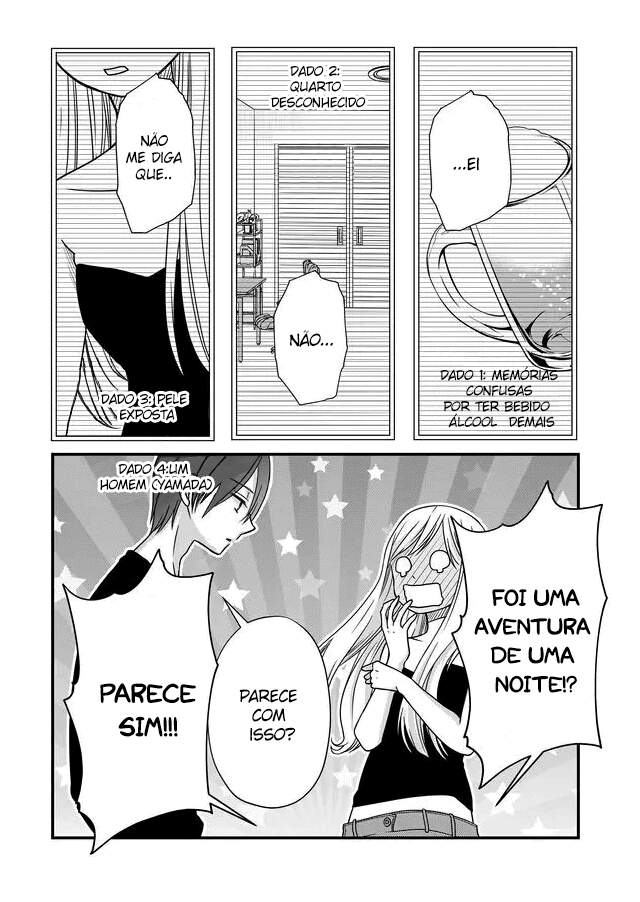 ...EI
DADO 1: MEMÓRIAS
CONFUSAS
POR TER BEBIDO
ÁLCOOL DEMAIS
DADO 2:
QUARTO
DESCONHECIDO
NÃO...
NÃO
ME DIGA
QUE..
DADO 3: PELE
EXPOSTA
FOI UMA
AVENTURA
DE UMA
NOITE!?
DADO 4:UM
HOMEM (YAMADA)
PARECE
COM
ISSO?
PARECE
SIM!!!